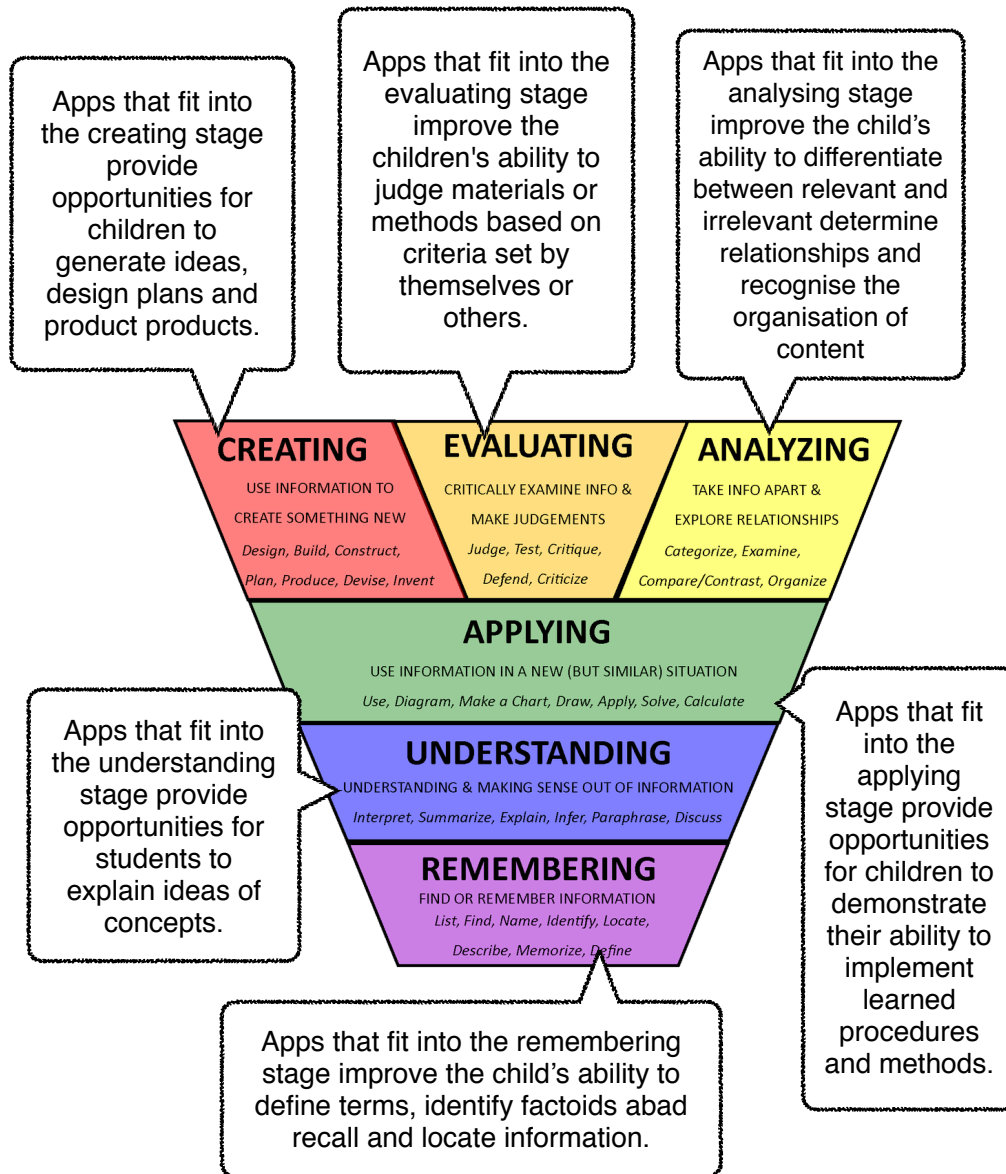 Apps that fit into
the creating stage
provide
opportunities for
children to
generate ideas,
design plans and
product products.
Apps that fit into the
evaluating stage
improve the
children's ability to
judge materials or
methods based on
criteria set by
themselves or
others.
Apps that fit into the
analysing stage
improve the child’s
ability to differentiate
between relevant and
irrelevant determine
relationships and
recognise the
organisation of
content
CREATING
USE INFORMATION TO
CREATE SOMETHING NEW
Design, Build, Construct,
Plan, Produce, Devise, Invent
EVALUATING
CRITICALLY EXAMINE INFO &
MAKE JUDGEMENTS
Judge, Test, Critique,
Defend, Criticize
ANALYZING
TAKE INFO APART &
EXPLORE RELATIONSHIPS
Categorize, Examine,
Compare/Contrast, Organize
APPLYING
USE INFORMATION IN A NEW (BUT SIMILAR) SITUATION
Use, Diagram, Make a Chart, Draw, Apply, Solve, Calculate
Apps that fit
into the
applying
stage provide
opportunities
for children to
demonstrate
their ability to
implement
learned
procedures
and methods.
Apps that fit into
the understanding
stage provide
opportunities for
students to
explain ideas of
concepts.
UNDERSTANDING
UNDERSTANDING & MAKING SENSE OUT OF INFORMATION
Interpret, Summarize, Explain, Infer, Paraphrase, Discuss
REMEMBERING
FIND OR REMEMBER INFORMATION
List, Find, Name, Identify, Locate,
Describe, Memorize, Define
Apps that fit into the remembering
stage improve the child’s ability to
define terms, identify factoids abad
recall and locate information.